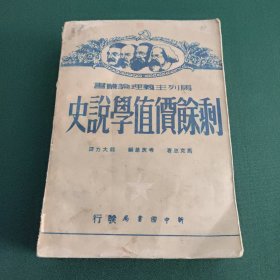 馬列主義理論叢書
剩餘價值學說史
馬克思著 考茨基編 郭大力譯
新中國書局發行